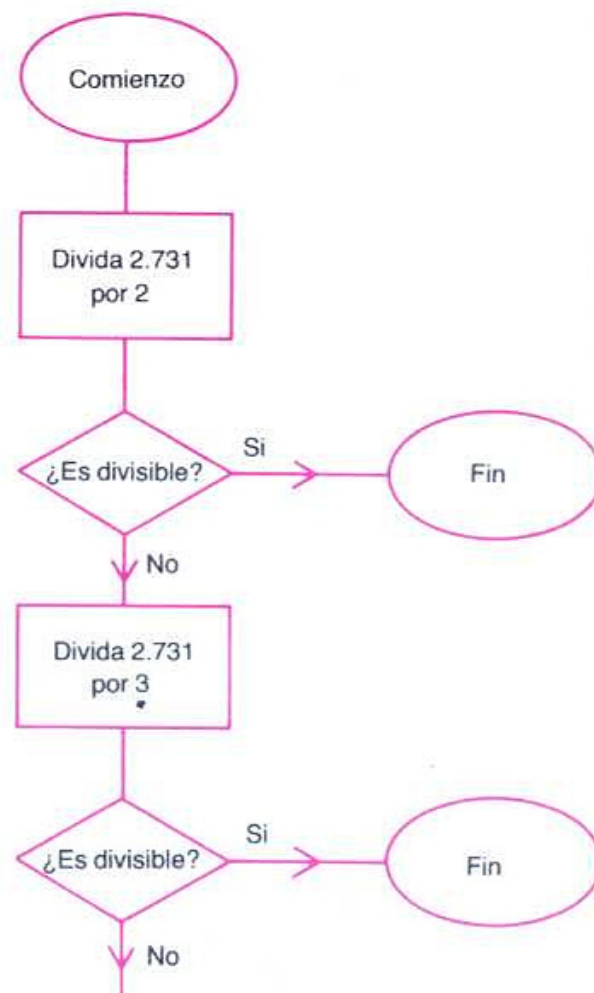 Comienzo
Divida 2.731
por 2
¿Es divisible?
Si
Fin
No
Divida 2.731
por 3
¿Es divisible?
Si
Fin
No